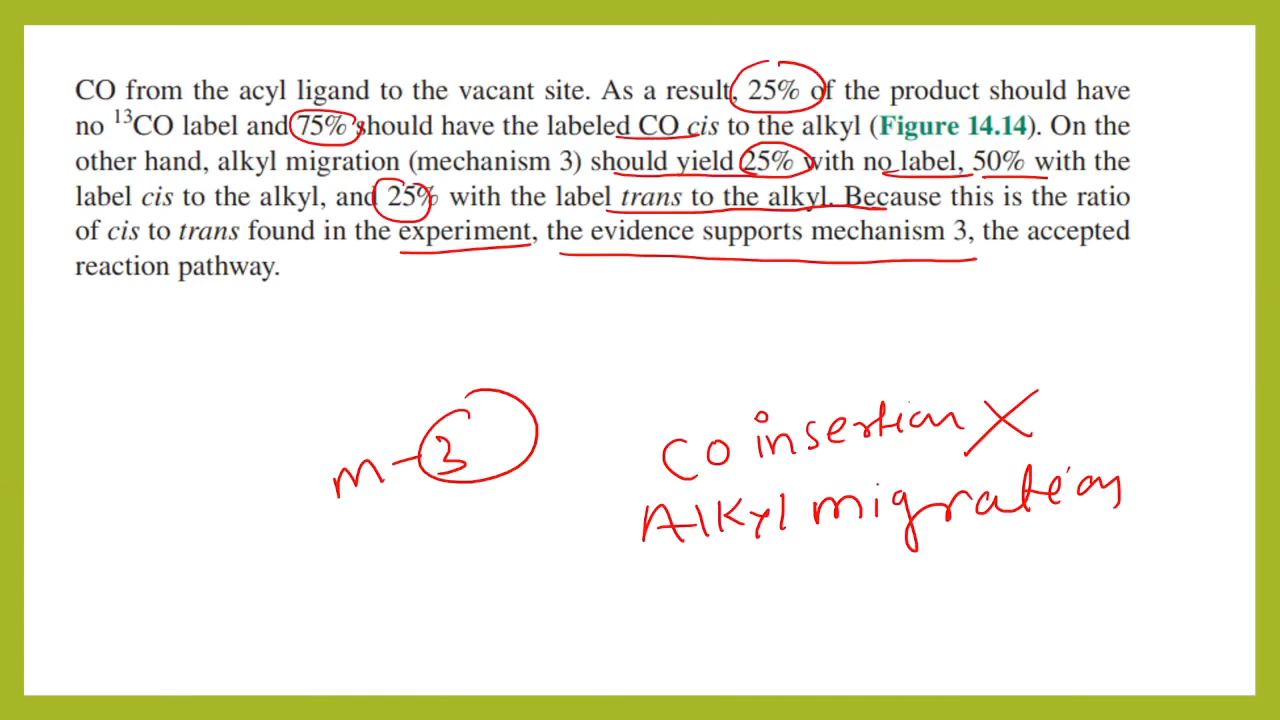 CO from the acyl ligand to the vacant site. As a result, 25% of the product should have
no ¹³CO label and 75% should have the labeled CO cis to the alkyl (Figure 14.14). On the
other hand, alkyl migration (mechanism 3) should yield 25% with no label, 50% with the
label cis to the alkyl, and 25% with the label trans to the alkyl. Because this is the ratio
of cis to trans found in the experiment, the evidence supports mechanism 3, the accepted
reaction pathway.
m-3
CO insertion X
Alkyl migration